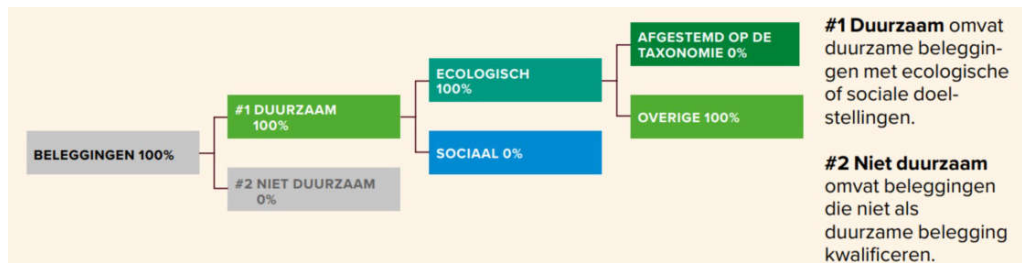 BELEGGINGEN 100%
#1 DUURZAAM
100%
#2 NIET DUURZAAM
0%
ECOLOGISCH
100%
SOCIAAL 0%
AFGESTEMD OP DE
TAXONOMIE 0%
OVERIGE 100%
#1 Duurzaam omvat
duurzame beleggin-
gen met ecologische
of sociale doel-
stellingen.
#2 Niet duurzaam
omvat beleggingen
die niet als
duurzame belegging
kwalificeren.